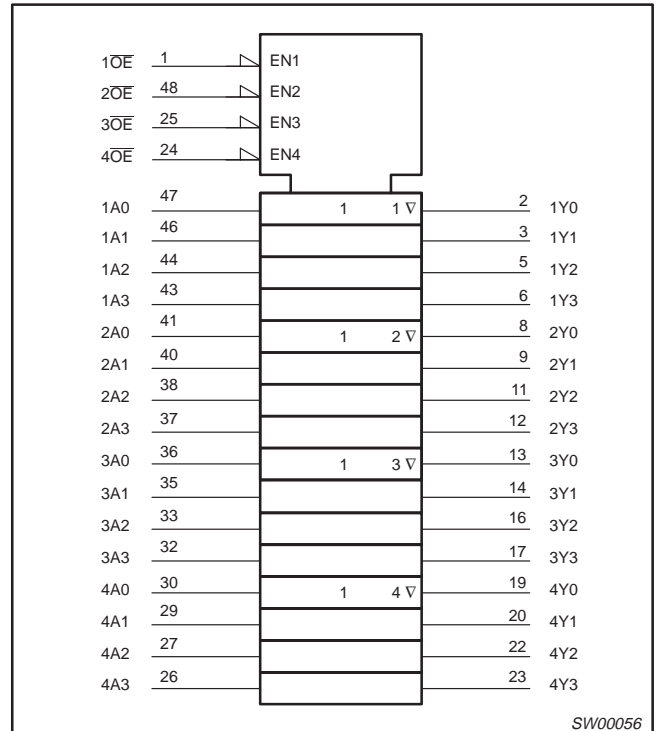 1O̅E̅ 1 EN1
2O̅E̅ 48 EN2
3O̅E̅ 25 EN3
4O̅E̅ 24 EN4
1A0 47 1 1 ∇ 2 1Y0
1A1 46 3 1Y1
1A2 44 5 1Y2
1A3 43 6 1Y3
2A0 41 1 2 ∇ 8 2Y0
2A1 40 9 2Y1
2A2 38 11 2Y2
2A3 37 12 2Y3
3A0 36 1 3 ∇ 13 3Y0
3A1 35 14 3Y1
3A2 33 16 3Y2
3A3 32 17 3Y3
4A0 30 1 4 ∇ 19 4Y0
4A1 29 20 4Y1
4A2 27 22 4Y2
4A3 26 23 4Y3
SW00056